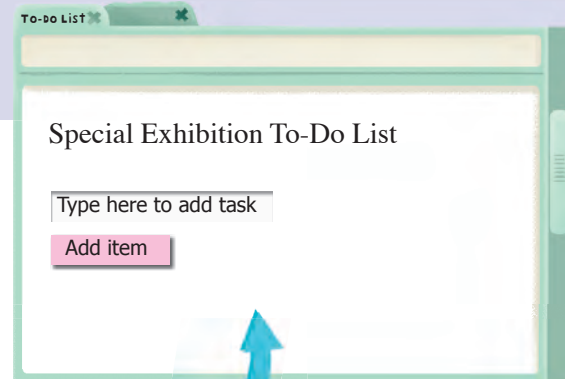 To-Do List
Special Exhibition To-Do List
Type here to add task
Add item